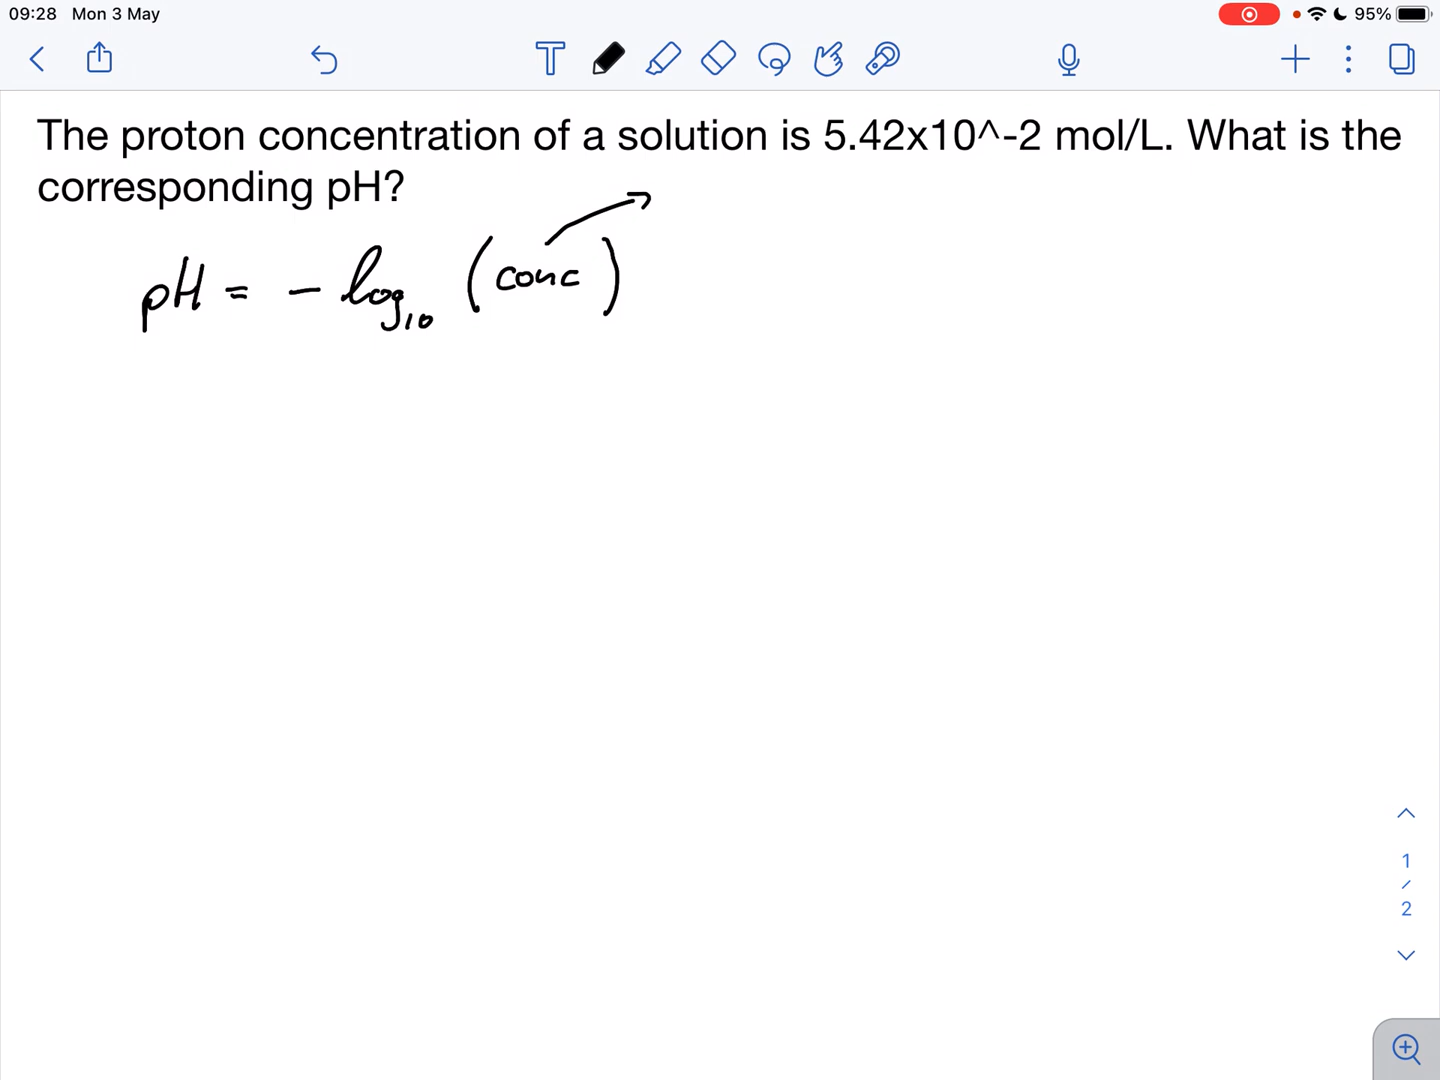 09:28 Mon 3 May 95%
T
The proton concentration of a solution is 5.42x10^-2 mol/L. What is the
corresponding pH?
pH = - log10 (conc)
1
/
2